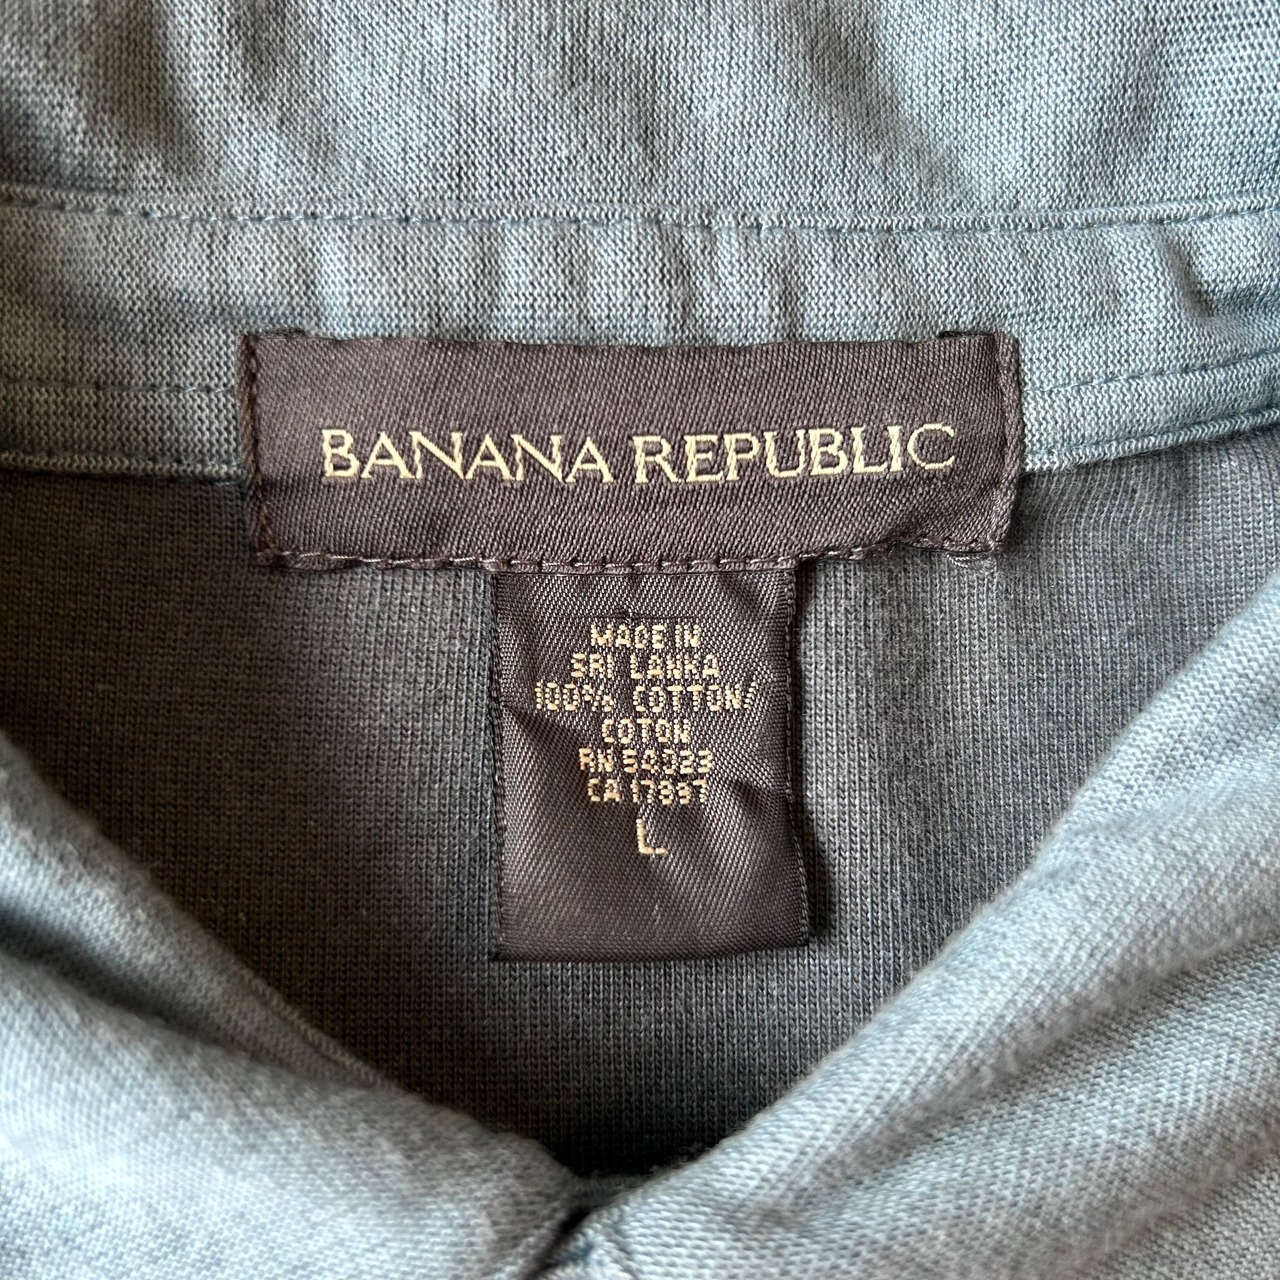 BANANA REPUBLIC
MADE IN
SRI LANKA
100% COTTON/
COTON
RN 54023
CA 17897
L